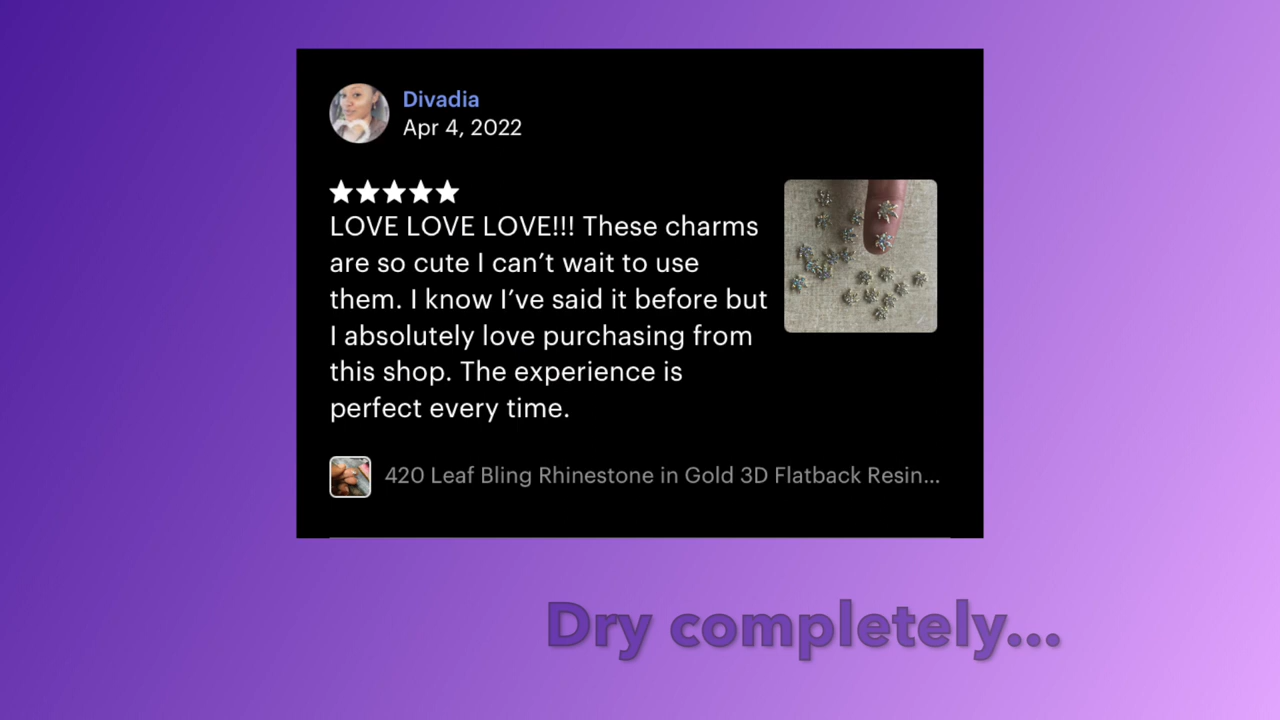 Divadia
Apr 4, 2022
LOVE LOVE LOVE!!! These charms
are so cute I can’t wait to use
them. I know I’ve said it before but
I absolutely love purchasing from
this shop. The experience is
perfect every time.
420 Leaf Bling Rhinestone in Gold 3D Flatback Resin...
Dry completely...